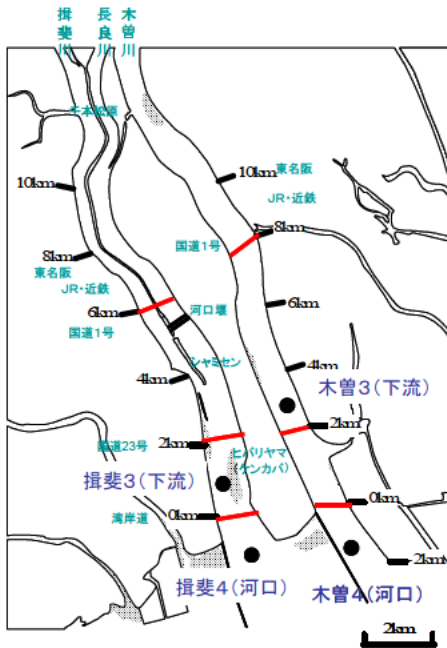 揖斐川
長良川
木曽川
千本松原
10km
10km
東名阪
JR・近鉄
8km
8km
国道1号
東名阪
JR・近鉄
6km
6km
国道1号
河口堰
シャミセン
4km
4km
木曽3(下流)
2km
2km
国道23号
ヒバリヤマ
(ケンカバ)
揖斐3(下流)
0km
0km
湾岸道
揖斐4(河口)
木曽4(河口)
2km
2km